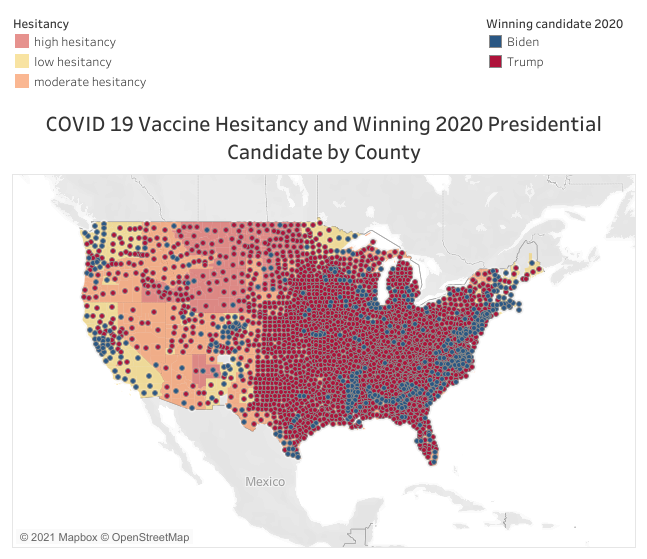 Hesitancy
high hesitancy
low hesitancy
moderate hesitancy
Winning candidate 2020
Biden
Trump
COVID 19 Vaccine Hesitancy and Winning 2020 Presidential
Candidate by County
Mexico
© 2021 Mapbox © OpenStreetMap